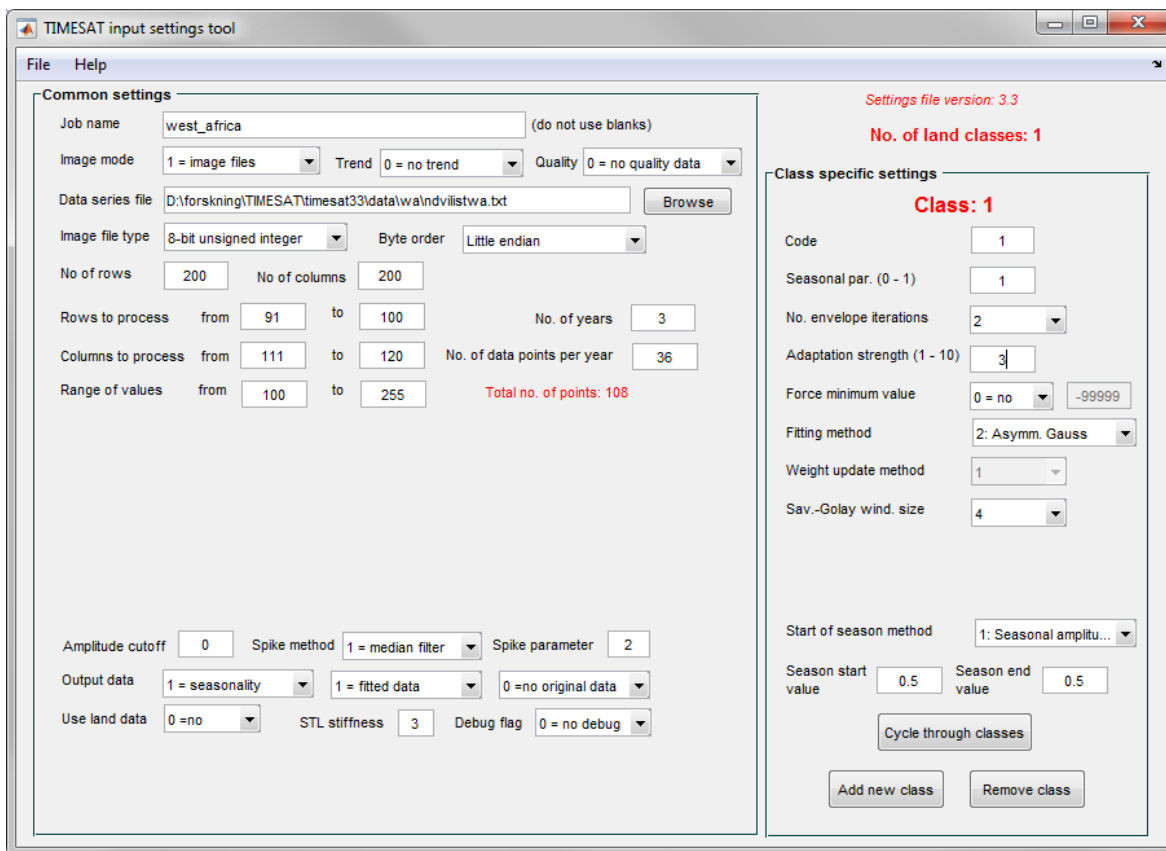 TIMESAT input settings tool
File Help
Common settings
Job name west_africa (do not use blanks)
Image mode 1 = image files Trend 0 = no trend Quality 0 = no quality data
Data series file D:\forskning\TIMESAT\timesat33\data\wa\ndvilistwa.txt Browse
Image file type 8-bit unsigned integer Byte order Little endian
No of rows 200 No of columns 200
Rows to process from 91 to 100 No. of years 3
Columns to process from 111 to 120 No. of data points per year 36
Range of values from 100 to 255 Total no. of points: 108
Amplitude cutoff 0 Spike method 1 = median filter Spike parameter 2
Output data 1 = seasonality 1 = fitted data 0 =no original data
Use land data 0 =no STL stiffness 3 Debug flag 0 = no debug
Settings file version: 3.3
No. of land classes: 1
Class specific settings
Class: 1
Code 1
Seasonal par. (0 - 1) 1
No. envelope iterations 2
Adaptation strength (1 - 10) 3
Force minimum value 0 = no -99999
Fitting method 2: Asymm. Gauss
Weight update method 1
Sav.-Golay wind. size 4
Start of season method 1: Seasonal amplitu...
Season start value 0.5 Season end value 0.5
Cycle through classes
Add new class Remove class